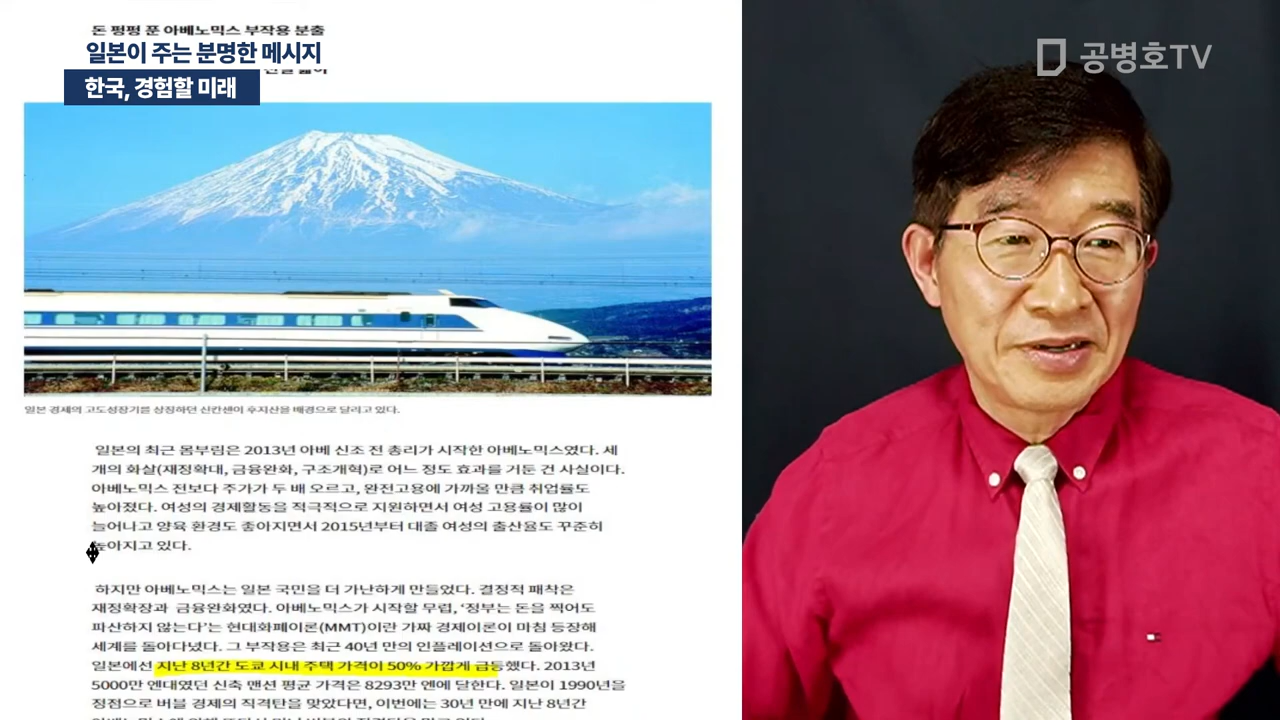 돈 펑펑 푼 아베노믹스 부작용 분출
일본이 주는 분명한 메시지
한국, 경험할 미래
공병호TV
일본 경제의 고도성장기를 상징하던 신칸센이 후지산을 배경으로 달리고 있다.
일본의 최근 몸부림은 2013년 아베 신조 전 총리가 시작한 아베노믹스였다. 세
개의 화살(재정확대, 금융완화, 구조개혁)로 어느 정도 효과를 거둔 건 사실이다.
아베노믹스 전보다 주가가 두 배 오르고, 완전고용에 가까울 만큼 취업률도
높아졌다. 여성의 경제활동을 적극적으로 지원하면서 여성 고용률이 많이
늘어나고 양육 환경도 좋아지면서 2015년부터 대졸 여성의 출산율도 꾸준히
높아지고 있다.
하지만 아베노믹스는 일본 국민을 더 가난하게 만들었다. 결정적 패착은
재정확장과 금융완화였다. 아베노믹스가 시작할 무렵, ‘정부는 돈을 찍어도
파산하지 않는다’는 현대화폐이론(MMT)이란 가짜 경제이론이 마침 등장해
세계를 돌아다녔다. 그 부작용은 최근 40년 만의 인플레이션으로 돌아왔다.
일본에선 지난 8년간 도쿄 시내 주택 가격이 50% 가깝게 급등했다. 2013년
5000만 엔대였던 신축 맨션 평균 가격은 8293만 엔에 달한다. 일본이 1990년을
정점으로 버블 경제의 직격탄을 맞았다면, 이번에는 30년 만에 지난 8년간